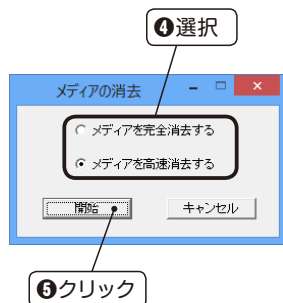 ❹選択
メディアの消去
メディアを完全消去する
メディアを高速消去する
開始 キャンセル
❺クリック